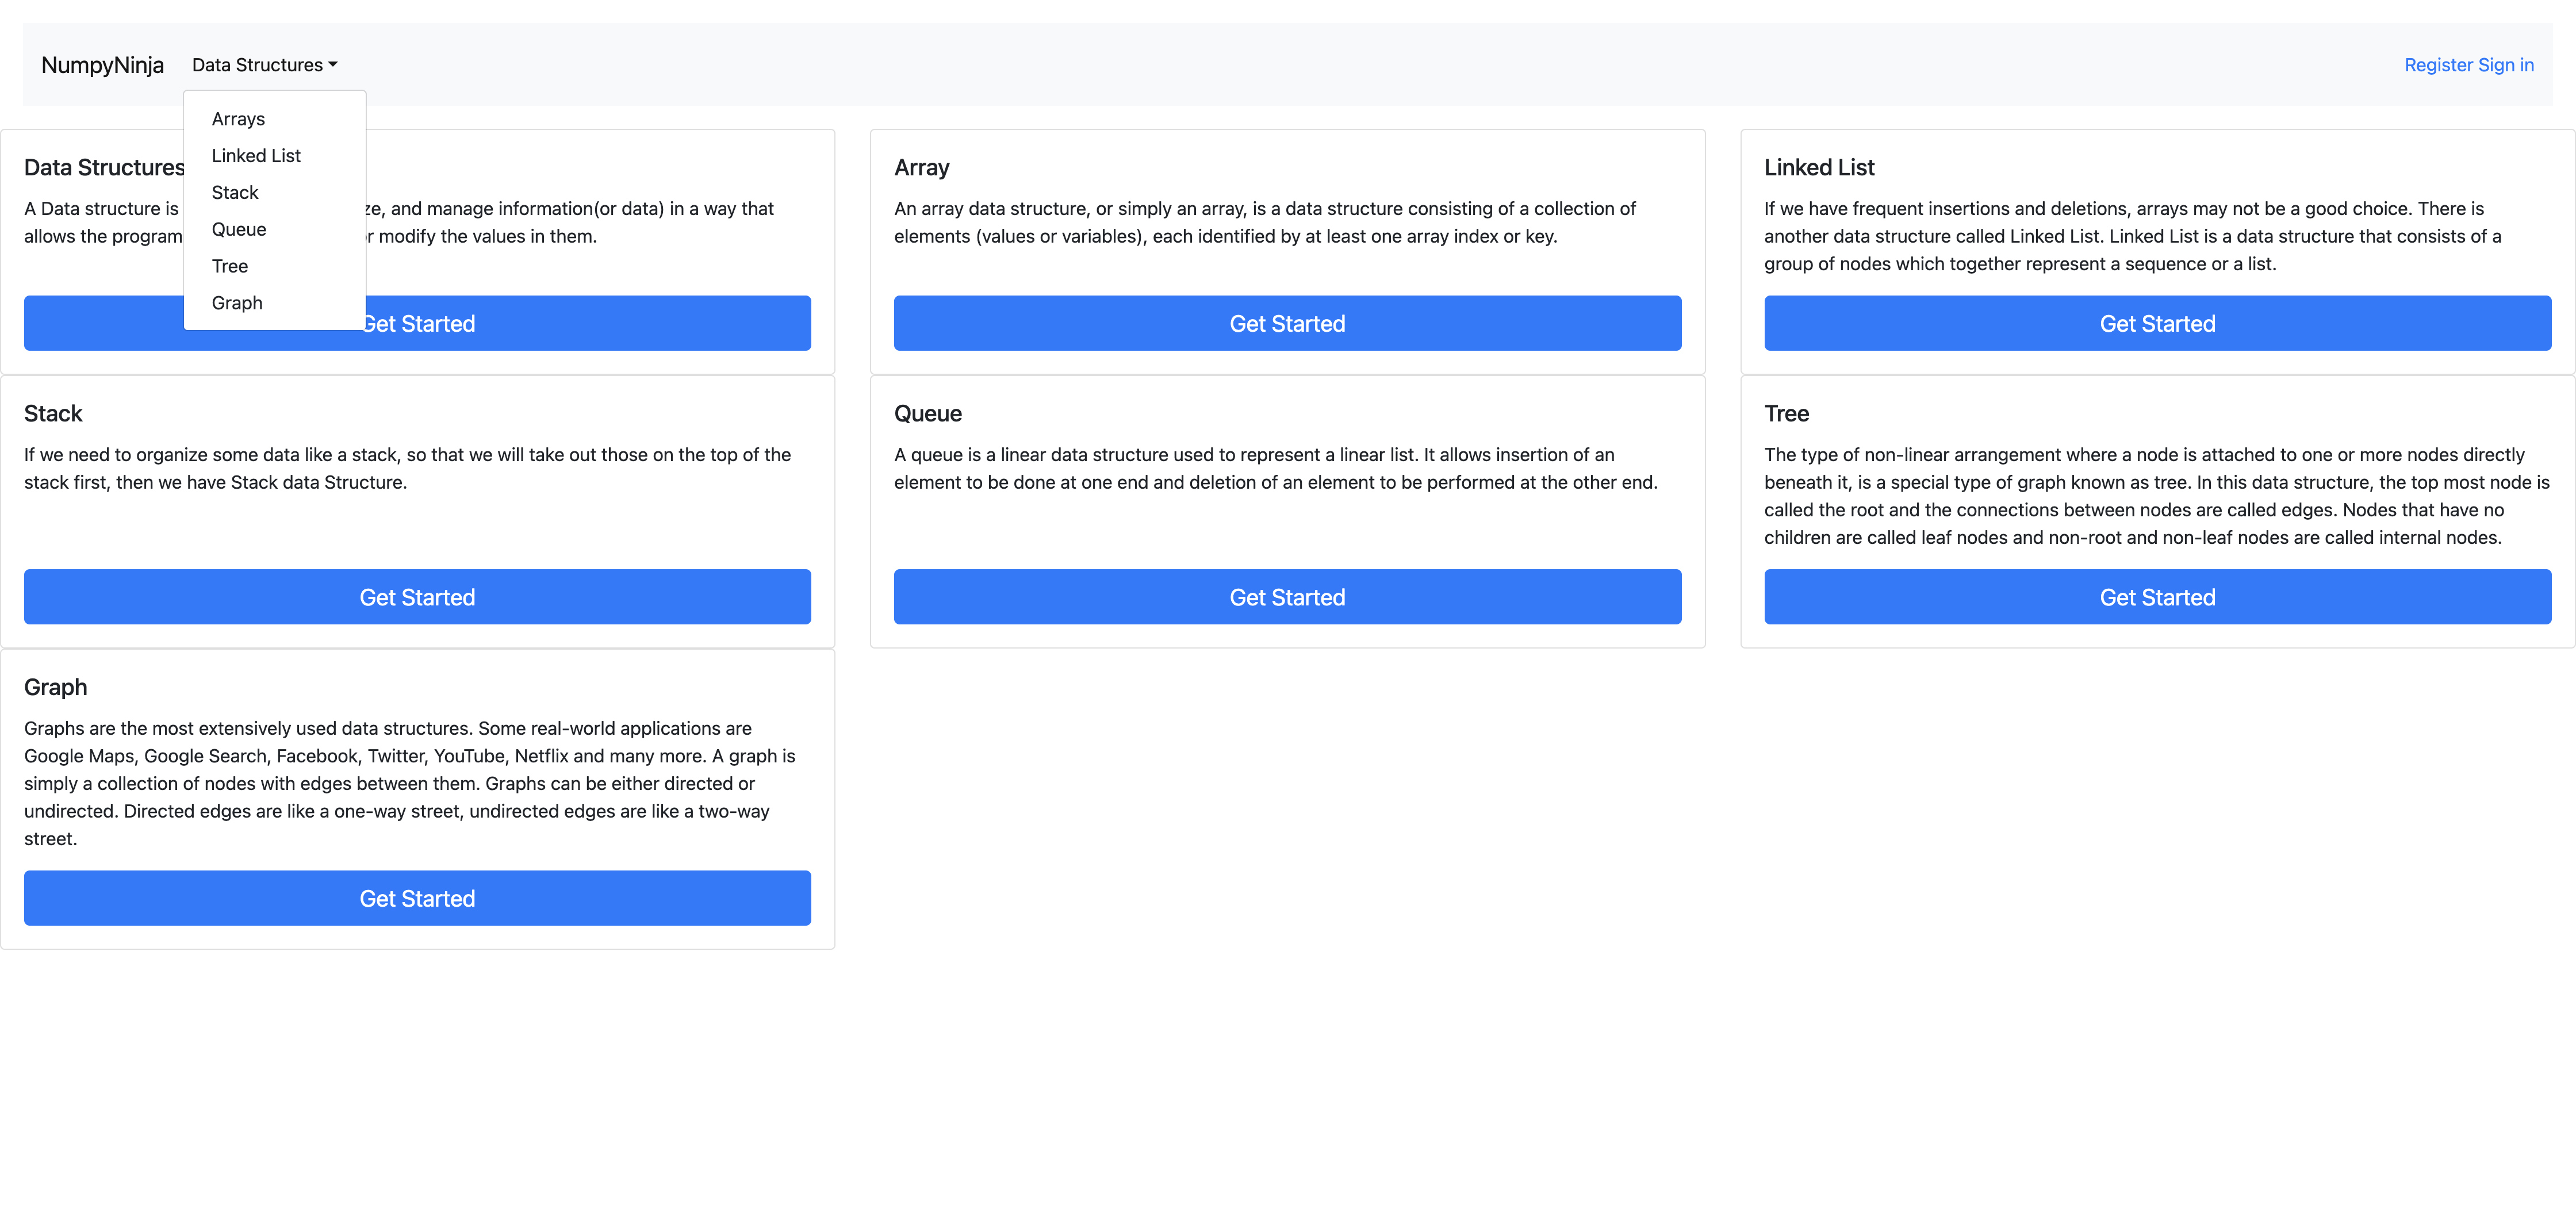 NumpyNinja
Data Structures
Register Sign in
Arrays
Linked List
Stack
Queue
Tree
Graph
Data Structures
A Data structure is ze, and manage information(or data) in a way that
allows the program r modify the values in them.
Get Started
Array
An array data structure, or simply an array, is a data structure consisting of a collection of
elements (values or variables), each identified by at least one array index or key.
Get Started
Linked List
If we have frequent insertions and deletions, arrays may not be a good choice. There is
another data structure called Linked List. Linked List is a data structure that consists of a
group of nodes which together represent a sequence or a list.
Get Started
Stack
If we need to organize some data like a stack, so that we will take out those on the top of the
stack first, then we have Stack data Structure.
Get Started
Queue
A queue is a linear data structure used to represent a linear list. It allows insertion of an
element to be done at one end and deletion of an element to be performed at the other end.
Get Started
Tree
The type of non-linear arrangement where a node is attached to one or more nodes directly
beneath it, is a special type of graph known as tree. In this data structure, the top most node is
called the root and the connections between nodes are called edges. Nodes that have no
children are called leaf nodes and non-root and non-leaf nodes are called internal nodes.
Get Started
Graph
Graphs are the most extensively used data structures. Some real-world applications are
Google Maps, Google Search, Facebook, Twitter, YouTube, Netflix and many more. A graph is
simply a collection of nodes with edges between them. Graphs can be either directed or
undirected. Directed edges are like a one-way street, undirected edges are like a two-way
street.
Get Started